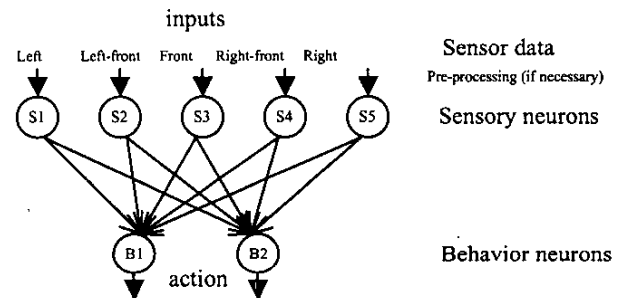 inputs
Left Left-front Front Right-front Right
Sensor data
Pre-processing (if necessary)
S1 S2 S3 S4 S5
Sensory neurons
B1 B2
Behavior neurons
action